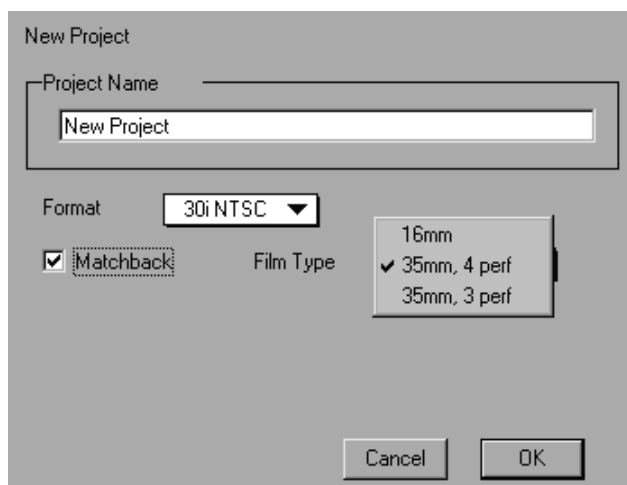 New Project
Project Name
New Project
Format 30i NTSC
Matchback Film Type
16mm
35mm, 4 perf
35mm, 3 perf
Cancel OK